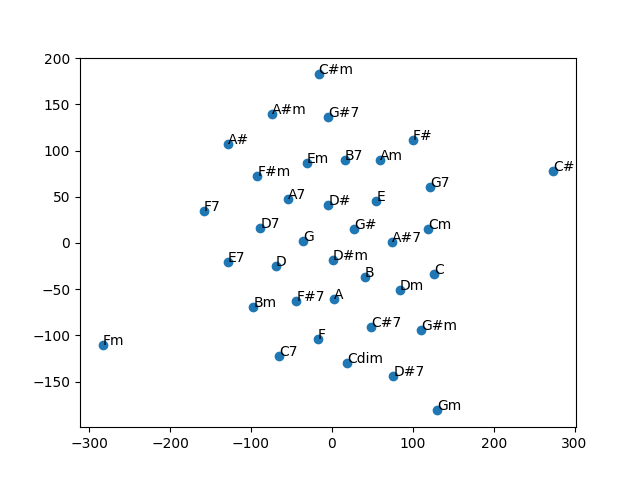 200
C#m
150
A#m
G#7
F#
A#
100
Em
B7
Am
C#
F#m
G7
50
A7
D#
E
F7
D7
G#
Cm
0
G
A#7
E7
D
D#m
B
C
−50
Bm
F#7
A
Dm
−100
Fm
F
C#7
G#m
C7
Cdim
−150
D#7
Gm
−300
−200
−100
0
100
200
300